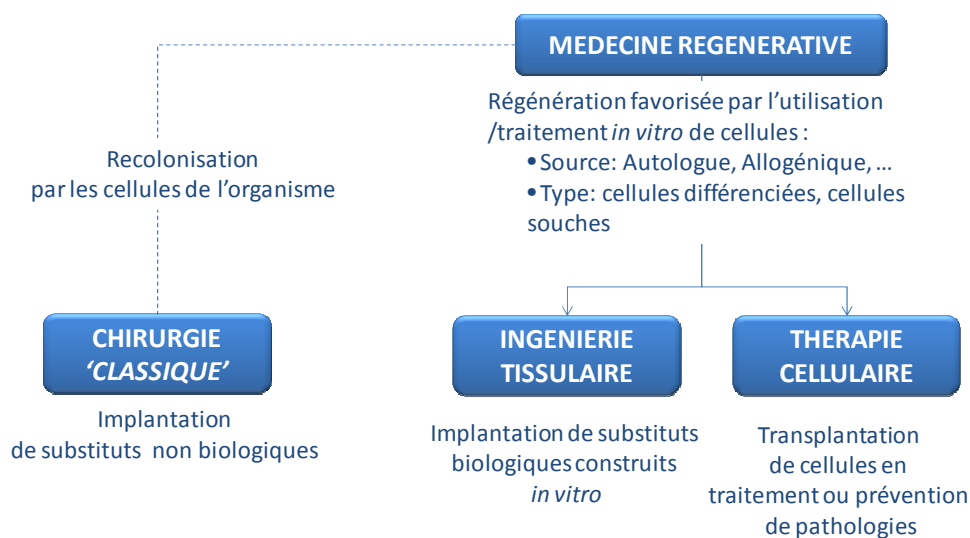 MEDECINE REGENERATIVE
Régénération favorisée par l’utilisation
/traitement in vitro de cellules :
• Source: Autologue, Allogénique, ...
• Type: cellules différenciées, cellules
souches
Recolonisation
par les cellules de l’organisme
CHIRURGIE
‘CLASSIQUE’
Implantation
de substituts non biologiques
INGENIERIE
TISSULAIRE
Implantation de substituts
biologiques construits
in vitro
THERAPIE
CELLULAIRE
Transplantation
de cellules en
traitement ou prévention
de pathologies